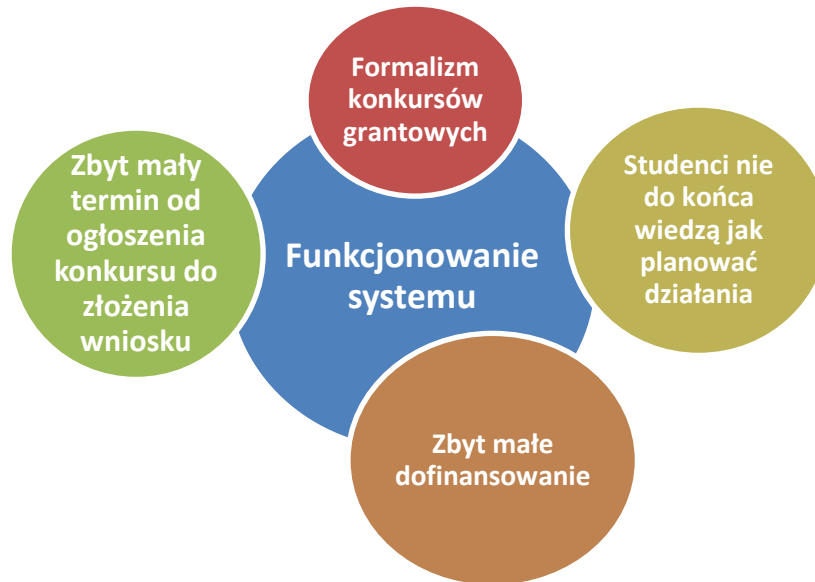 Formalizm
konkursów
grantowych
Zbyt mały
termin od
ogłoszenia
konkursu do
złożenia
wniosku
Funkcjonowanie
systemu
Studenci nie
do końca
wiedzą jak
planować
działania
Zbyt małe
dofinansowanie